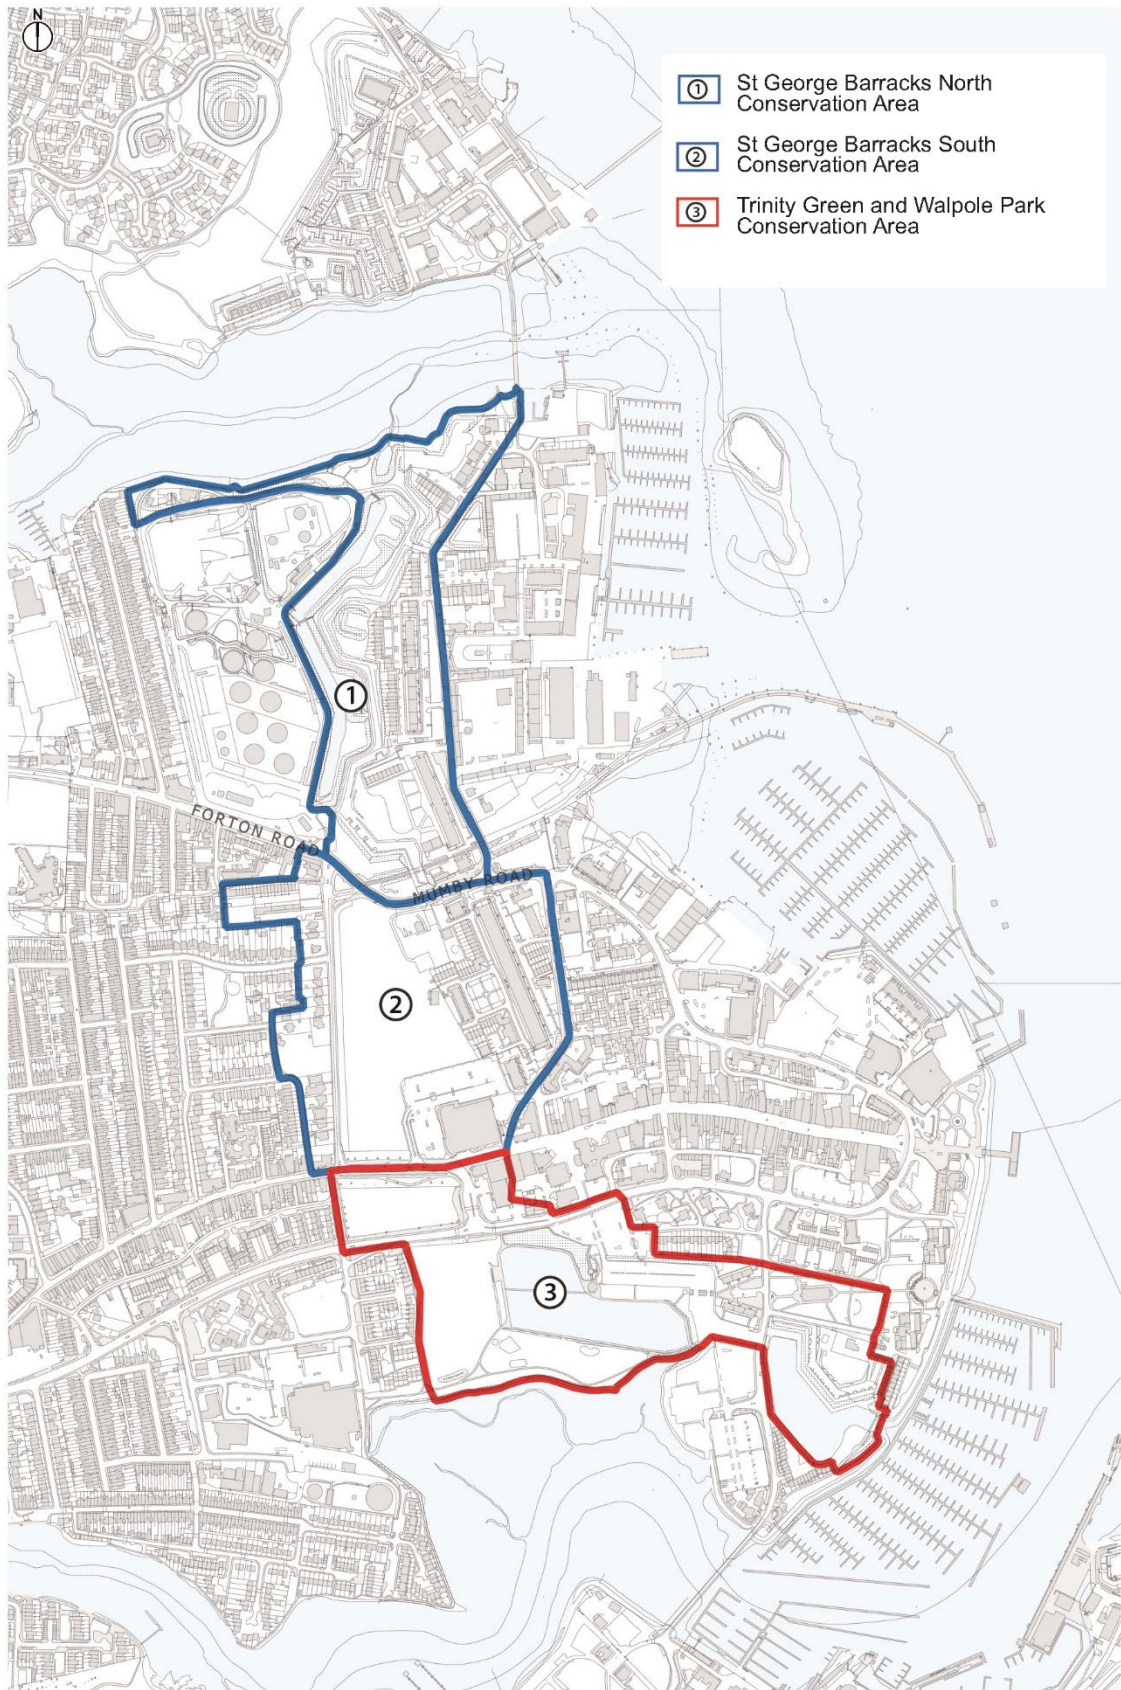 N
① St George Barracks North
Conservation Area
② St George Barracks South
Conservation Area
③ Trinity Green and Walpole Park
Conservation Area
①
FORTON ROAD
MUMBY ROAD
②
③